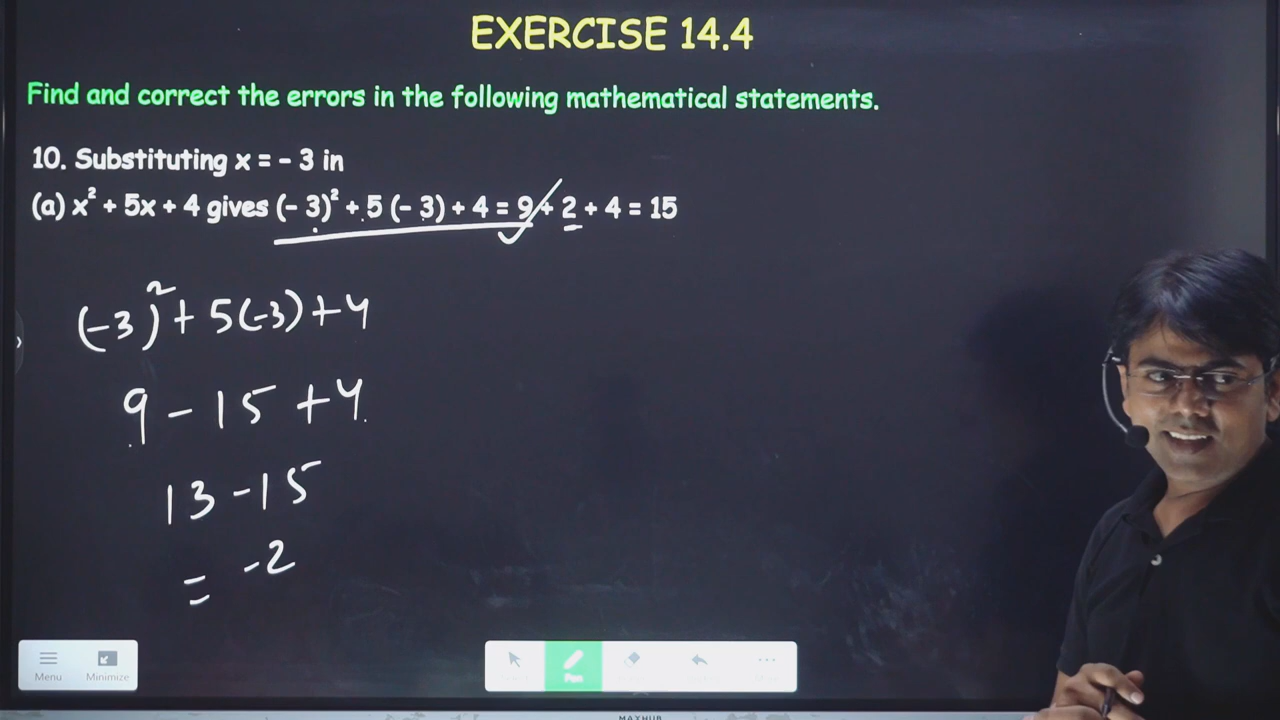 EXERCISE 14.4
Find and correct the errors in the following mathematical statements.
10. Substituting x = - 3 in
(a) x² + 5x + 4 gives (- 3)² + 5 (- 3) + 4 = 9 + 2 + 4 = 15
(-3)² + 5(-3) + 4
9 - 15 + 4
13 - 15
= -2
Menu
Minimize
Pen
MAXHUB